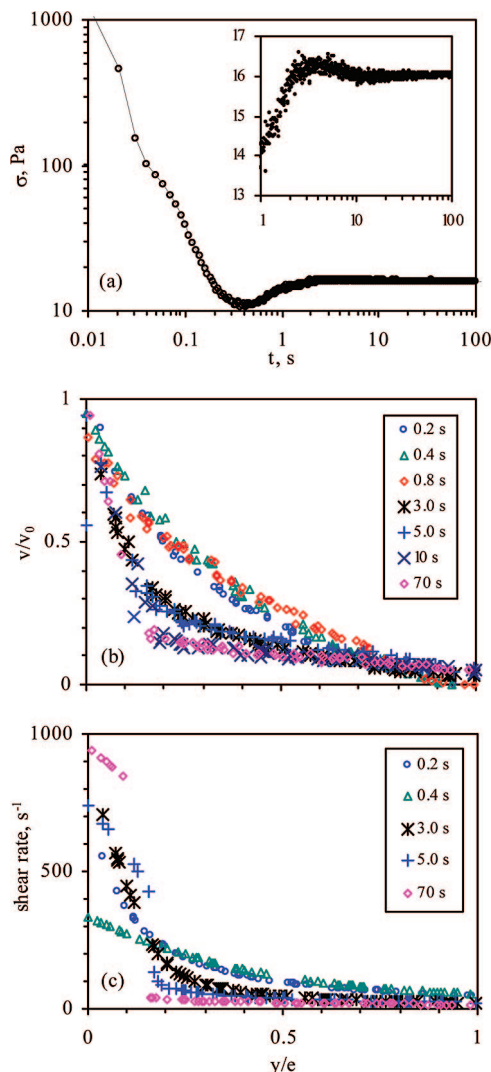 1000
100
10
σ, Pa
(a)
0.01 0.1 1 10 100
t, s
17
16
15
14
13
1 10 100
1
0.5
0
v/v0
(b)
0.2 s
0.4 s
0.8 s
3.0 s
5.0 s
10 s
70 s
1000
500
0
shear rate, s-1
(c)
0.2 s
0.4 s
3.0 s
5.0 s
70 s
0 0.5 1
y/e